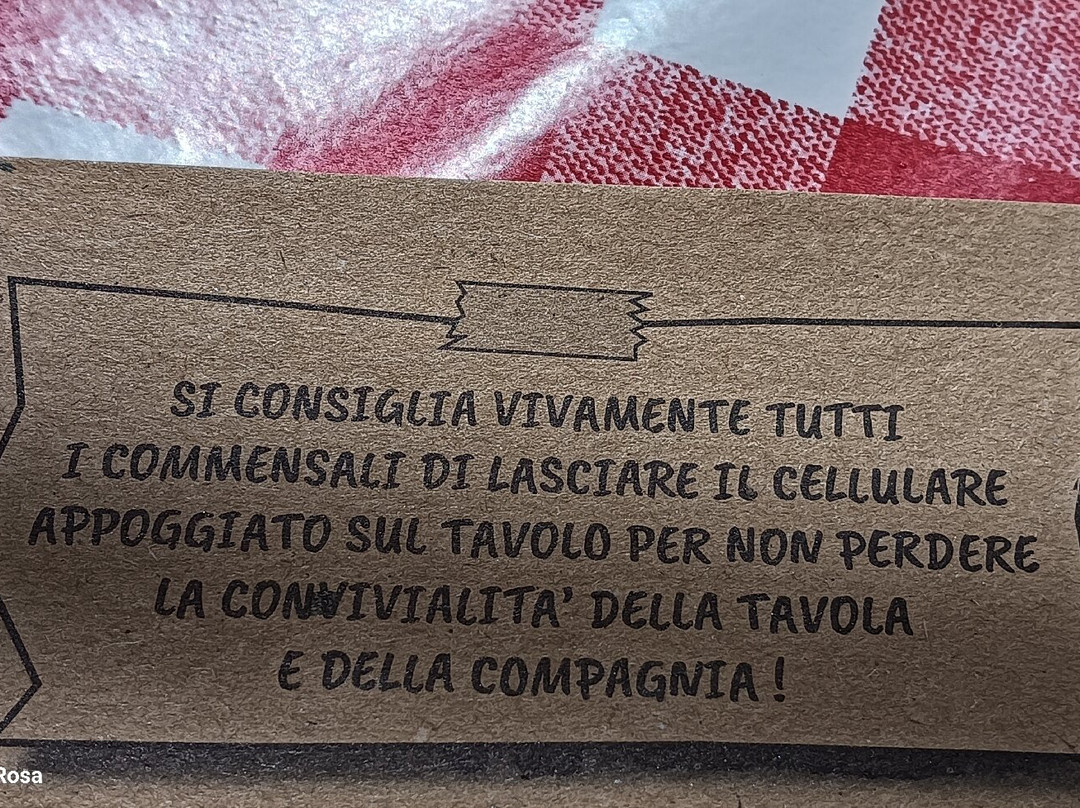 SI CONSIGLIA VIVAMENTE TUTTI
I COMMENSALI DI LASCIARE IL CELLULARE
APPOGGIATO SUL TAVOLO PER NON PERDERE
LA CONVIVIALITA' DELLA TAVOLA
E DELLA COMPAGNIA !
Rosa